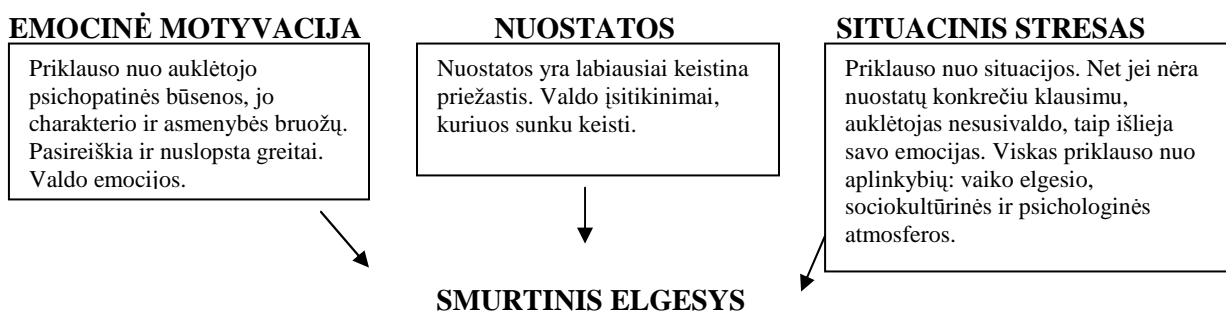 EMOCINĖ MOTYVACIJA
Priklauso nuo auklėtojo
psichopatinės būsenos, jo
charakterio ir asmenybės bruožų.
Pasireiškia ir nuslopsta greitai.
Valdo emocijos.
NUOSTATOS
Nuostatos yra labiausiai keistina
priežastis. Valdo įsitikinimai,
kuriuos sunku keisti.
SITUACINIS STRESAS
Priklauso nuo situacijos. Net jei nėra
nuostatų konkrečiu klausimu,
auklėtojas nesusivaldo, taip išlieja
savo emocijas. Viskas priklauso nuo
aplinkybių: vaiko elgesio,
sociokultūrinės ir psichologinės
atmosferos.
SMURTINIS ELGESYS